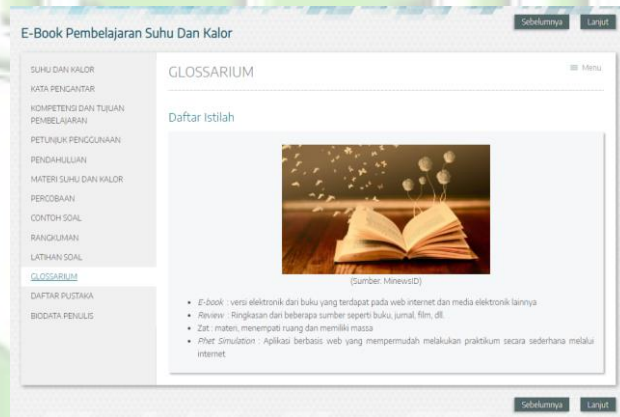 Sebelumnya Lanjut
E-Book Pembelajaran Suhu Dan Kalor
SUHU DAN KALOR
KATA PENGANTAR
KOMPETENSI DAN TUJUAN
PEMBELAJARAN
PETUNJUK PENGGUNAAN
PENDAHULUAN
MATERI SUHU DAN KALOR
PERCOBAAN
CONTOH SOAL
RANGKUMAN
LATIHAN SOAL
GLOSSARIUM
DAFTAR PUSTAKA
BIODATA PENULIS
GLOSSARIUM
Menu
Daftar Istilah
(Sumber: MinewsID)
E-book : versi elektronik dari buku yang terdapat pada web internet dan media elektronik lainnya
Review : Ringkasan dari beberapa sumber seperti buku, jurnal, film, dll.
Zat : materi, menempati ruang dan memiliki massa
Phet Simulation : Aplikasi berbasis web yang mempermudah melakukan praktikum secara sederhana melalui
internet
Sebelumnya Lanjut